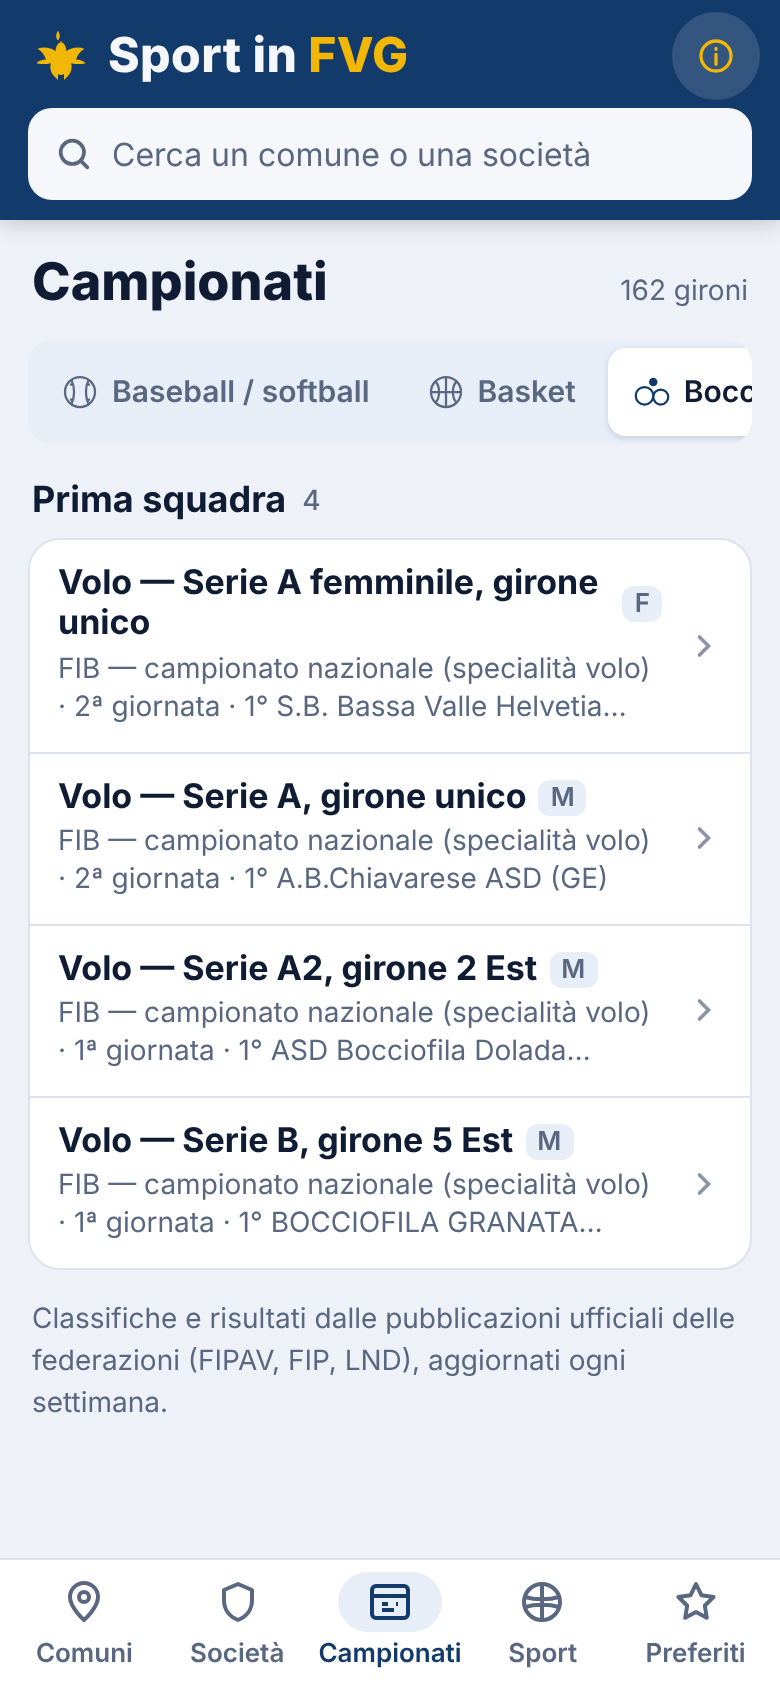 Sport in FVG
Cerca un comune o una società
Campionati
162 gironi
Baseball / softball
Basket
Bocc
Prima squadra 4
Volo — Serie A femminile, girone
unico
F
FIB — campionato nazionale (specialità volo)
· 2ª giornata · 1° S.B. Bassa Valle Helvetia...
Volo — Serie A, girone unico M
FIB — campionato nazionale (specialità volo)
· 2ª giornata · 1° A.B.Chiavarese ASD (GE)
Volo — Serie A2, girone 2 Est M
FIB — campionato nazionale (specialità volo)
· 1ª giornata · 1° ASD Bocciofila Dolada...
Volo — Serie B, girone 5 Est M
FIB — campionato nazionale (specialità volo)
· 1ª giornata · 1° BOCCIOFILA GRANATA...
Classifiche e risultati dalle pubblicazioni ufficiali delle
federazioni (FIPAV, FIP, LND), aggiornati ogni
settimana.
Comuni
Società
Campionati
Sport
Preferiti